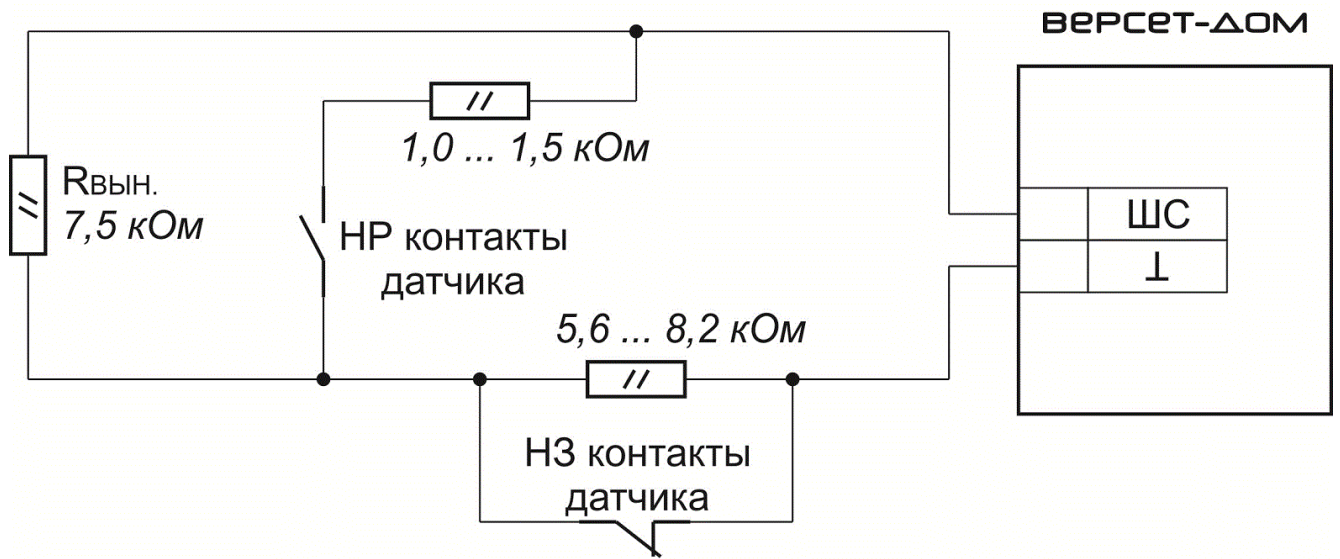 ВЕРСЕТ-ДОМ
1,0 ... 1,5 кОм
Rвын.
7,5 кОм
НР контакты
датчика
ШС
⊥
5,6 ... 8,2 кОм
НЗ контакты
датчика